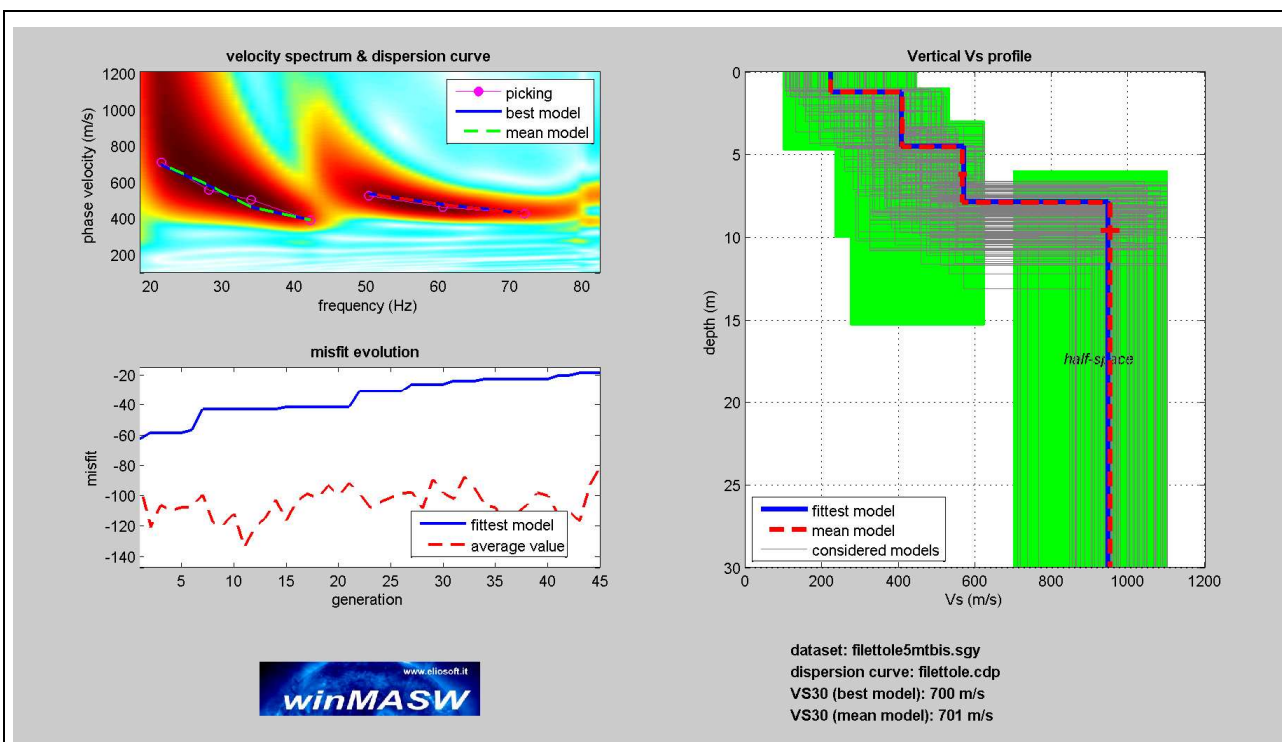 velocity spectrum & dispersion curve
1200
1000
800
600
400
200
phase velocity (m/s)
picking
best model
mean model
20 30 40 50 60 70 80
frequency (Hz)
misfit evolution
-20
-40
-60
-80
-100
-120
-140
misfit
fittest model
average value
5 10 15 20 25 30 35 40 45
generation
www.eliosoft.it
winMASW
Vertical Vs profile
0
5
10
15
20
25
30
depth (m)
half-space
fittest model
mean model
considered models
0 200 400 600 800 1000 1200
Vs (m/s)
dataset: filettole5mtbis.sgy
dispersion curve: filettole.cdp
VS30 (best model): 700 m/s
VS30 (mean model): 701 m/s